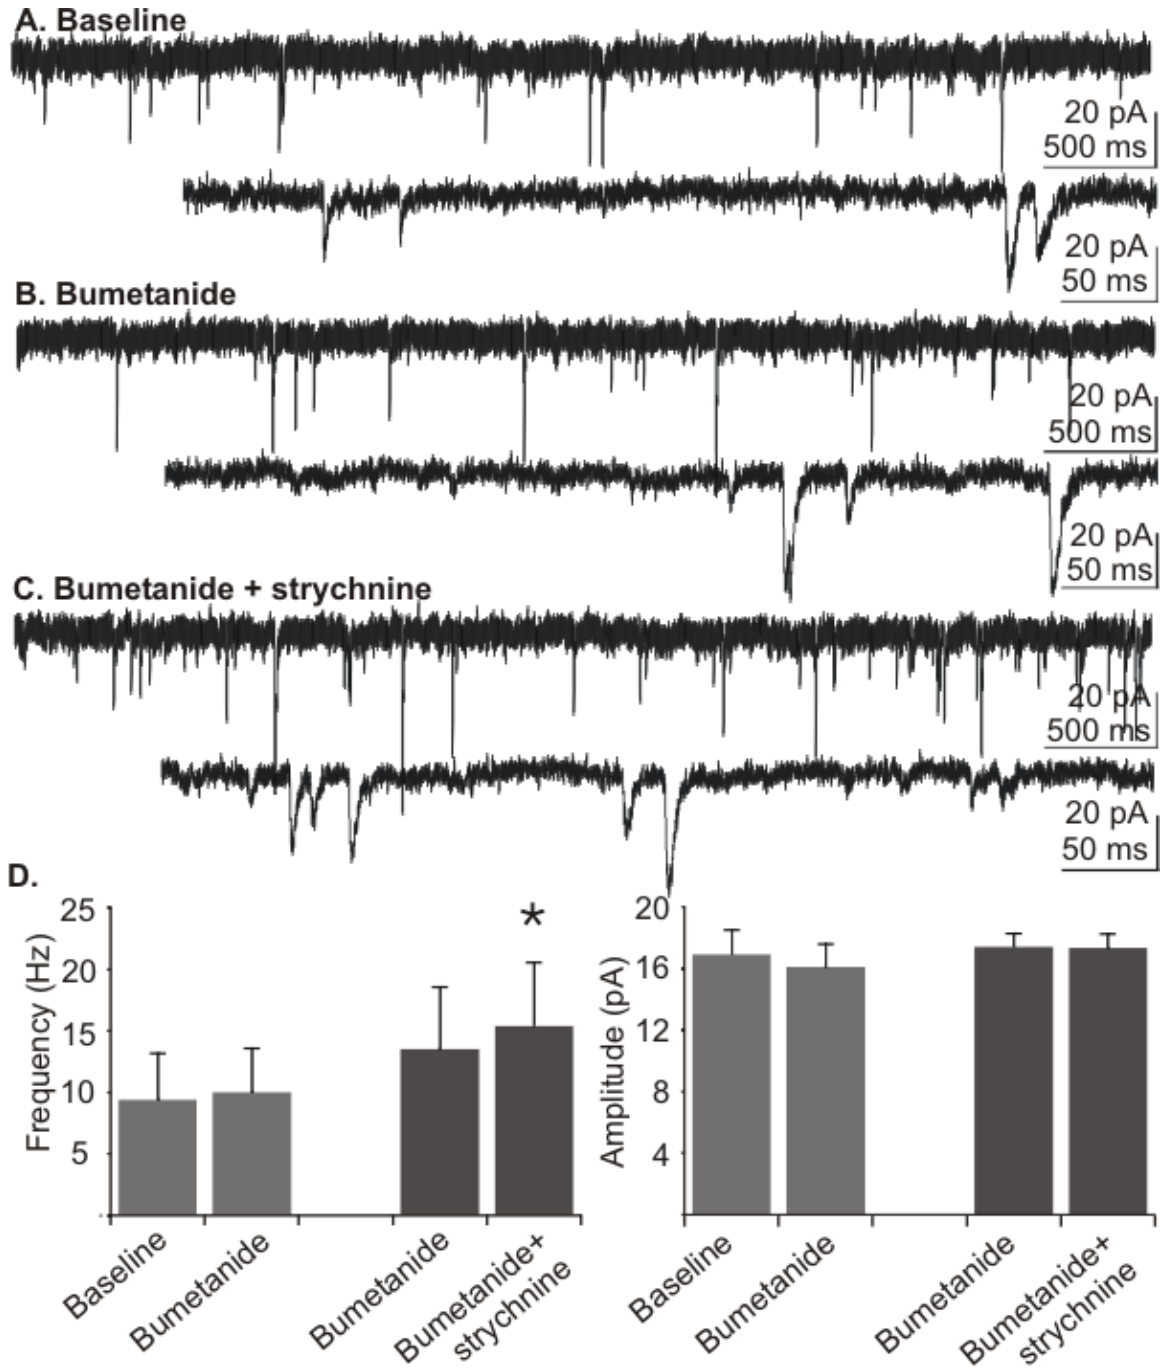 A. Baseline
20 pA
500 ms
20 pA
50 ms
B. Bumetanide
20 pA
500 ms
20 pA
50 ms
C. Bumetanide + strychnine
20 pA
500 ms
20 pA
50 ms
D.
Frequency (Hz)
25
20
15
10
5
*
Baseline
Bumetanide
Bumetanide
Bumetanide+
strychnine
Amplitude (pA)
20
16
12
8
4
Baseline
Bumetanide
Bumetanide
Bumetanide+
strychnine